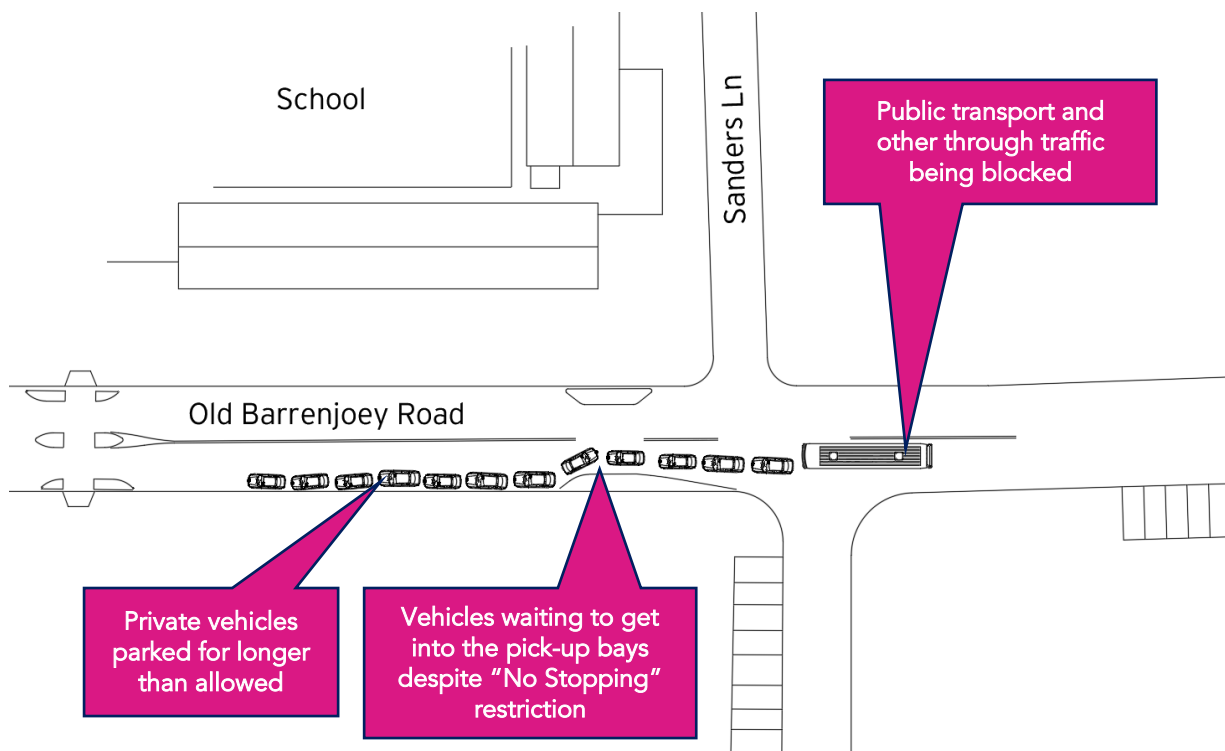 School
Sanders Ln
Public transport and
other through traffic
being blocked
Old Barrenjoey Road
Private vehicles
parked for longer
than allowed
Vehicles waiting to get
into the pick-up bays
despite “No Stopping”
restriction